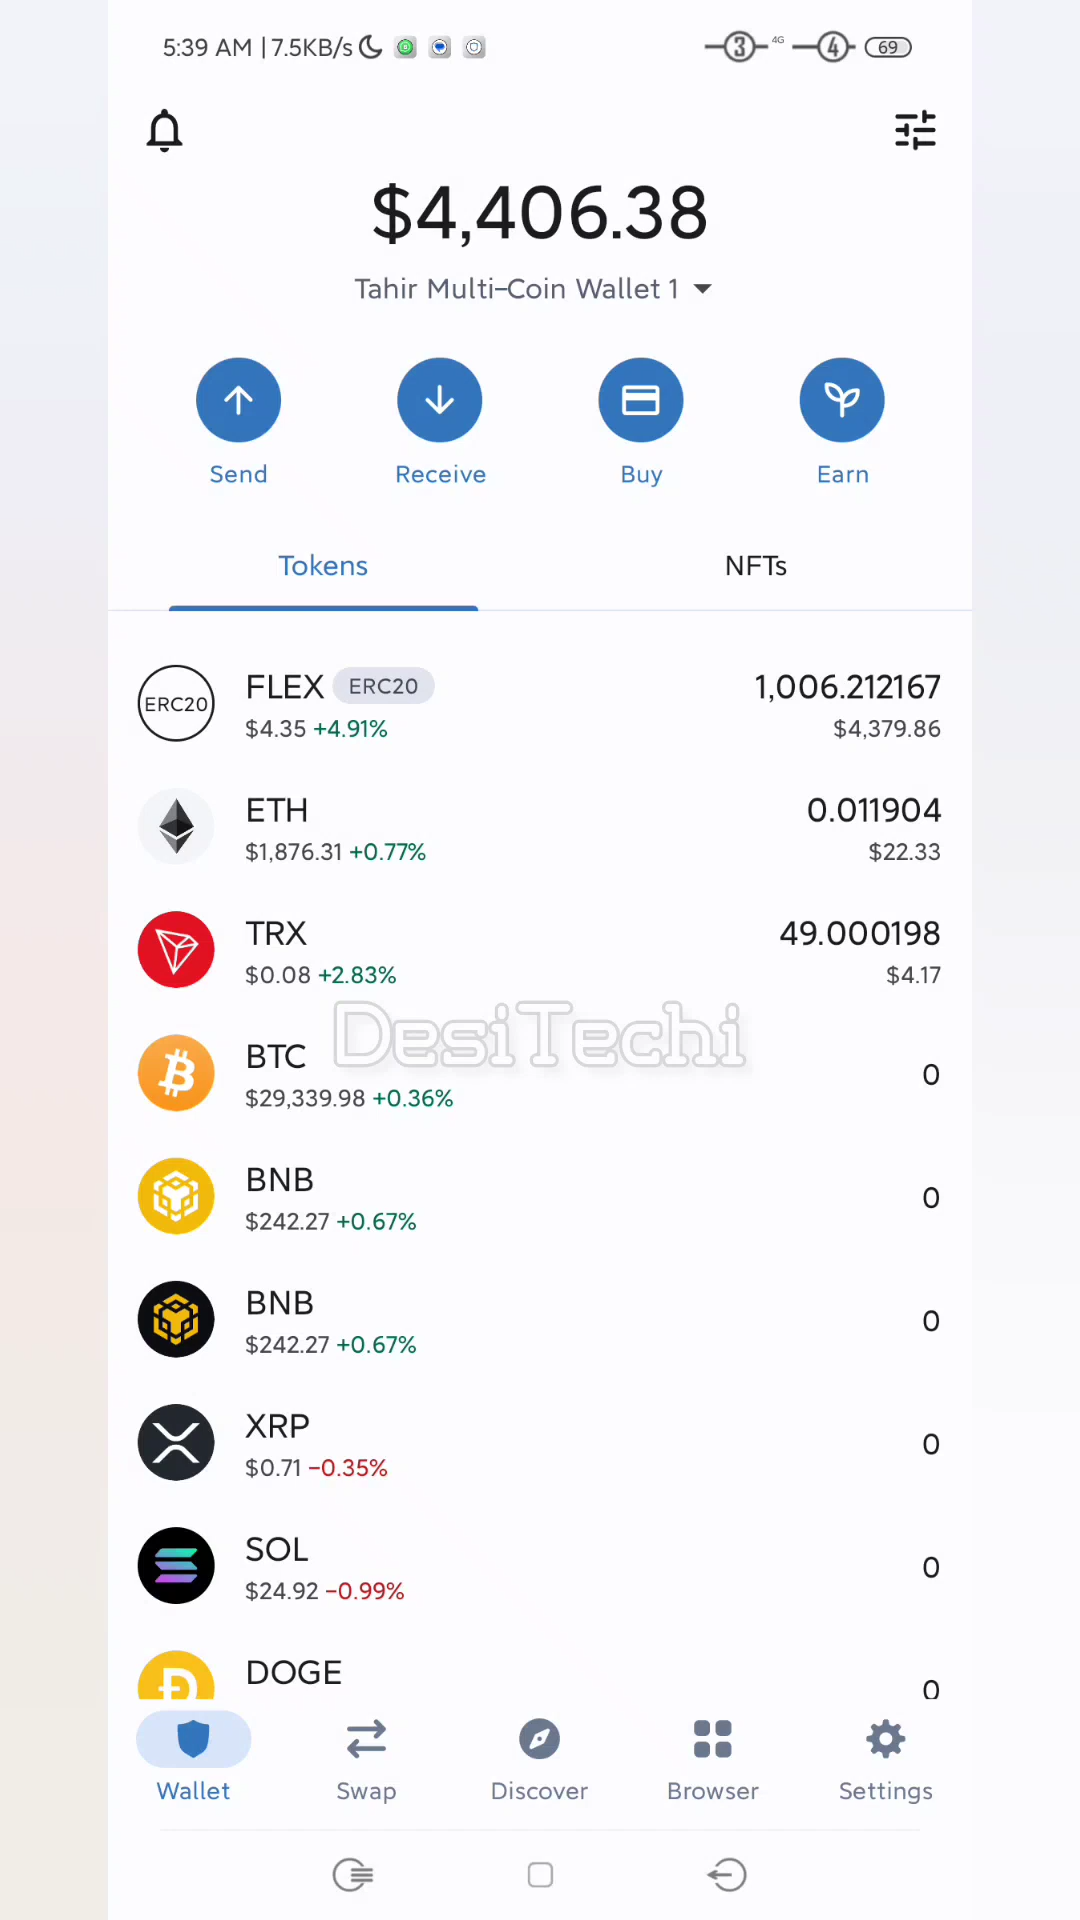 5:39 AM | 7.5KB/s
3 4G 4 69
$4,406.38
Tahir Multi-Coin Wallet 1
Send Receive Buy Earn
Tokens NFTs
ERC20 FLEX ERC20 1,006.212167
$4.35 +4.91% $4,379.86
ETH 0.011904
$1,876.31 +0.77% $22.33
TRX 49.000198
$0.08 +2.83% $4.17
DesiTechi
BTC 0
$29,339.98 +0.36%
BNB 0
$242.27 +0.67%
BNB 0
$242.27 +0.67%
XRP 0
$0.71 -0.35%
SOL 0
$24.92 -0.99%
DOGE 0
Wallet Swap Discover Browser Settings